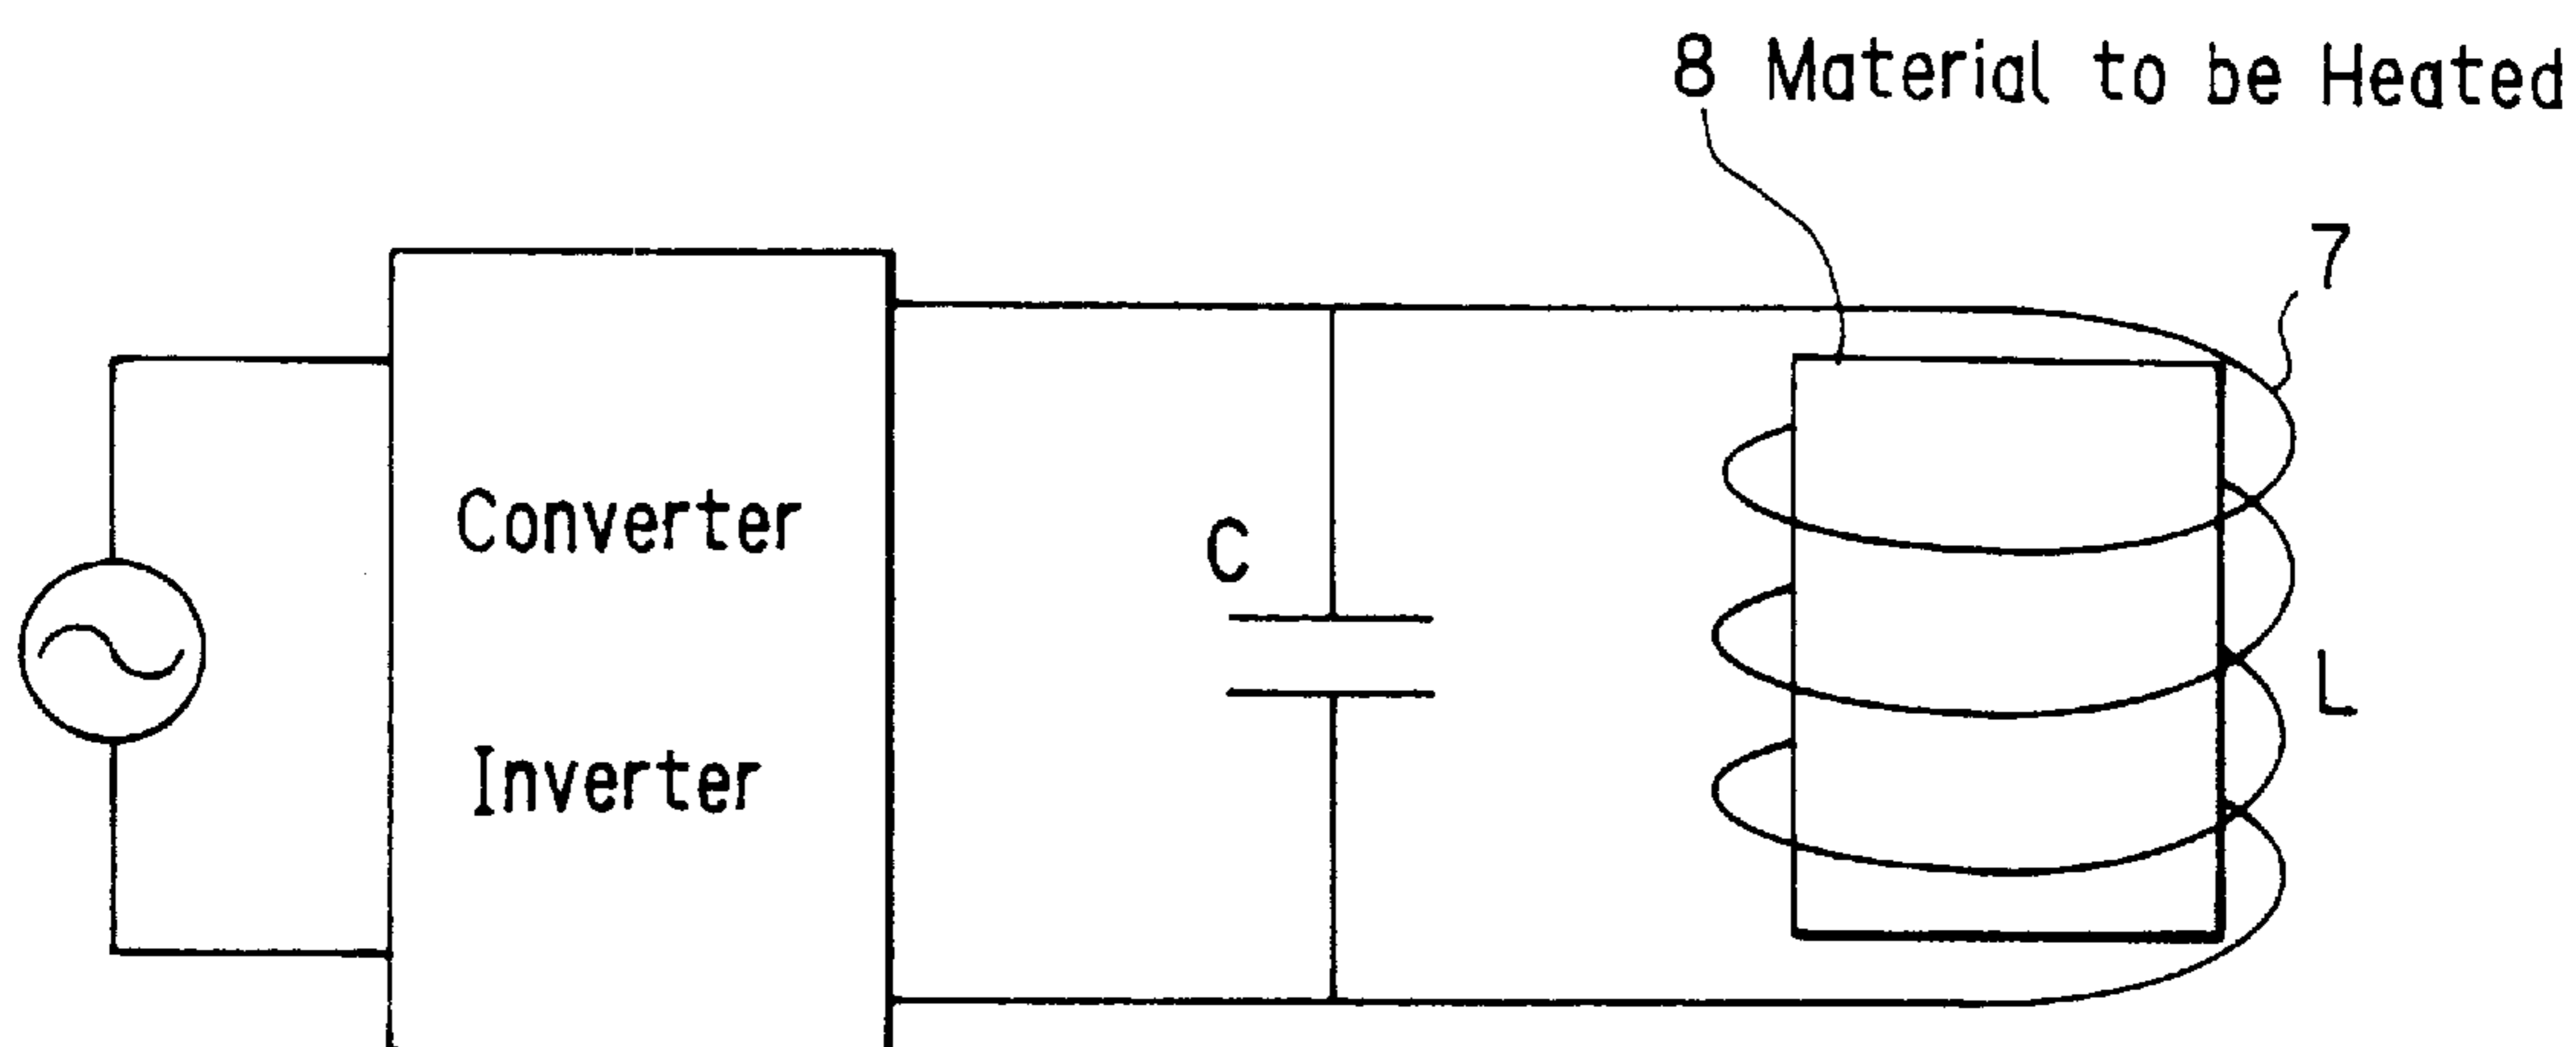 8 Material to be Heated
7
Converter
Inverter
C
L